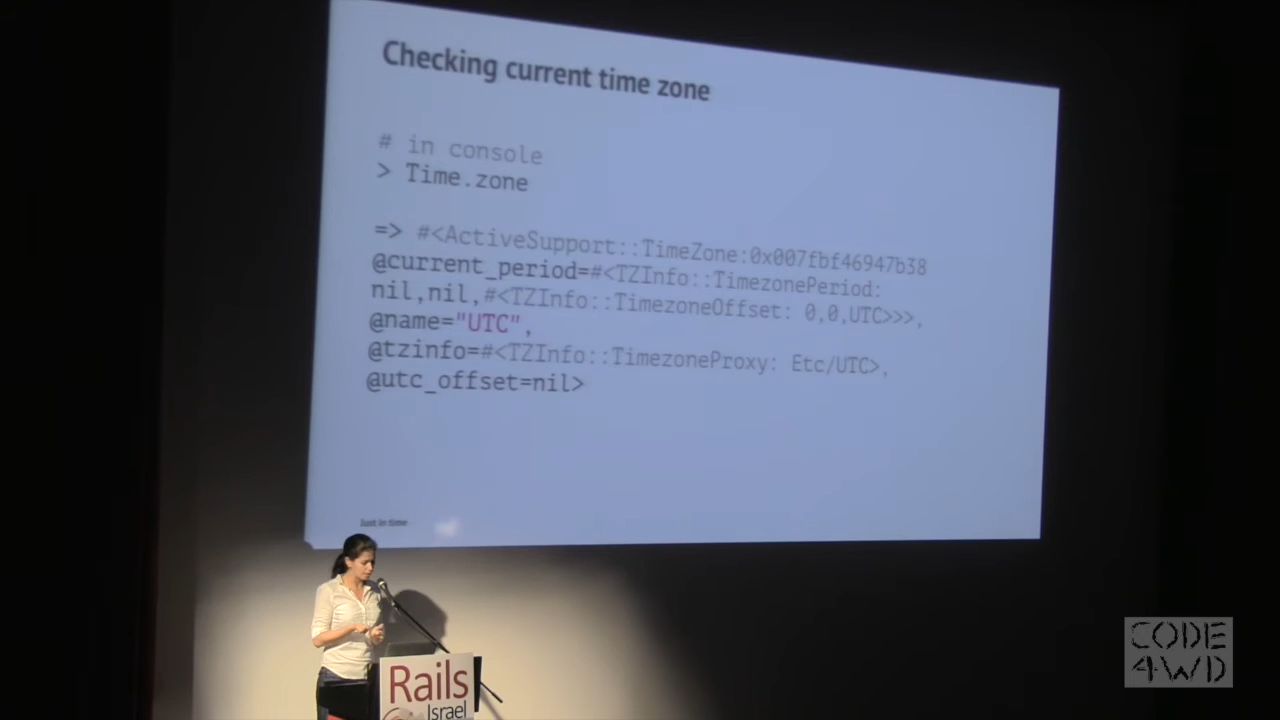 Checking current time zone
# in console
> Time.zone
=> #<ActiveSupport::TimeZone:0x007fbf46947b38
@current_period=#<TZInfo::TimezonePeriod:
nil,nil,#<TZInfo::TimezoneOffset: 0,0,UTC>>>,
@name="UTC",
@tzinfo=#<TZInfo::TimezoneProxy: Etc/UTC>,
@utc_offset=nil>
Just in time
Rails
Israel
CODE
4WD